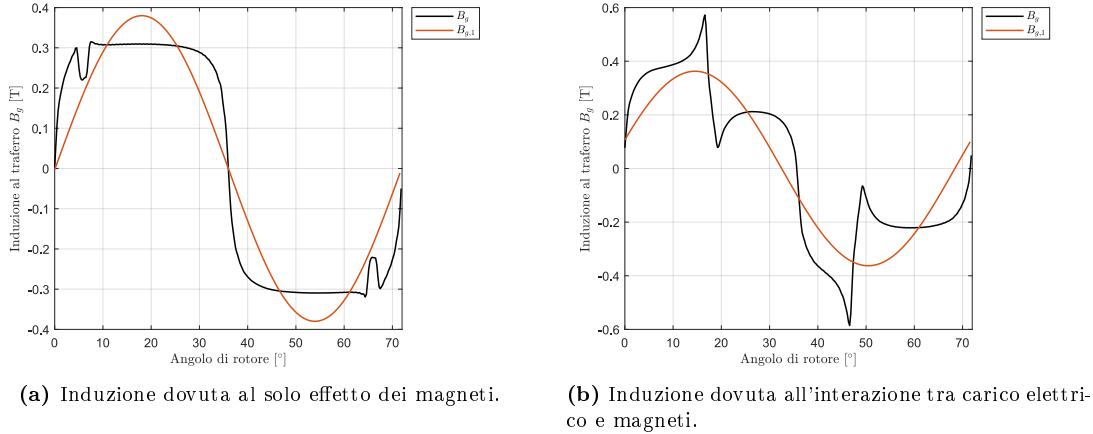 0.4
0.3
0.2
0.1
0
-0.1
-0.2
-0.3
-0.4
Induzione al traferro B_g [T]
0 10 20 30 40 50 60 70
Angolo di rotore [°]
B_g
B_{g,1}
(a) Induzione dovuta al solo effetto dei magneti.
0.6
0.4
0.2
0
-0.2
-0.4
-0.6
Induzione al traferro B_g [T]
0 10 20 30 40 50 60 70
Angolo di rotore [°]
B_g
B_{g,1}
(b) Induzione dovuta all'interazione tra carico elettri-
co e magneti.